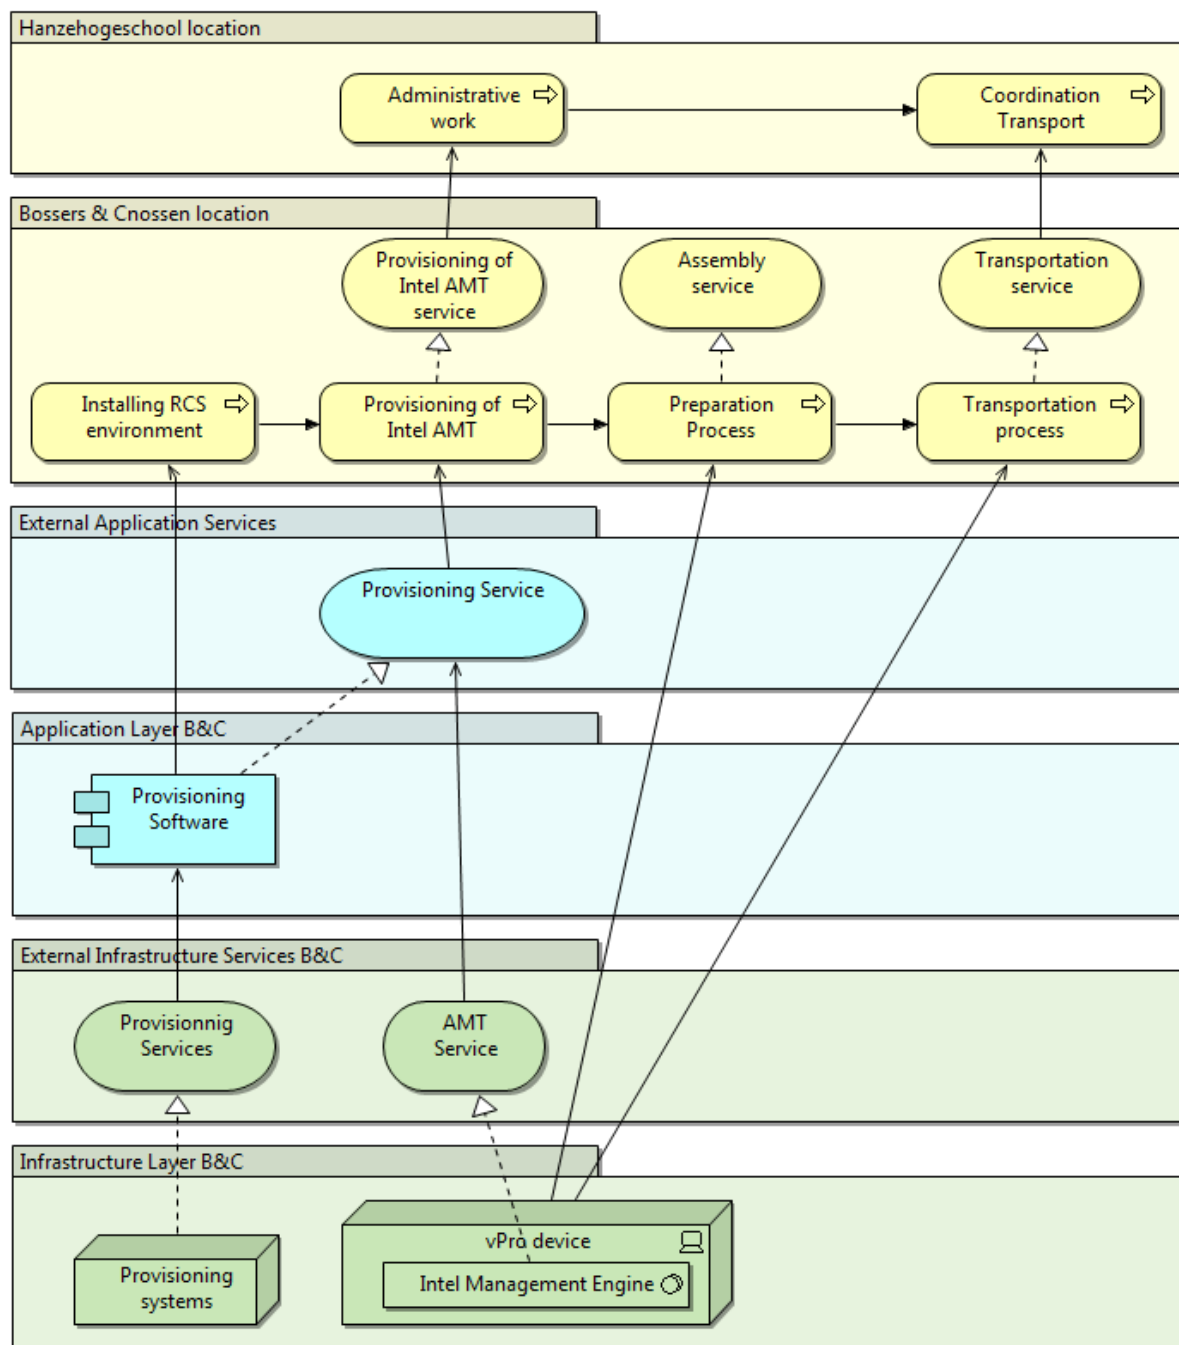 Hanzehogeschool location
Administrative
work
Coordination
Transport
Bossers & Cnossen location
Provisioning of
Intel AMT
service
Assembly
service
Transportation
service
Installing RCS
environment
Provisioning of
Intel AMT
Preparation
Process
Transportation
process
External Application Services
Provisioning Service
Application Layer B&C
Provisioning
Software
External Infrastructure Services B&C
Provisionnig
Services
AMT
Service
Infrastructure Layer B&C
vPro device
Intel Management Engine
Provisioning
systems